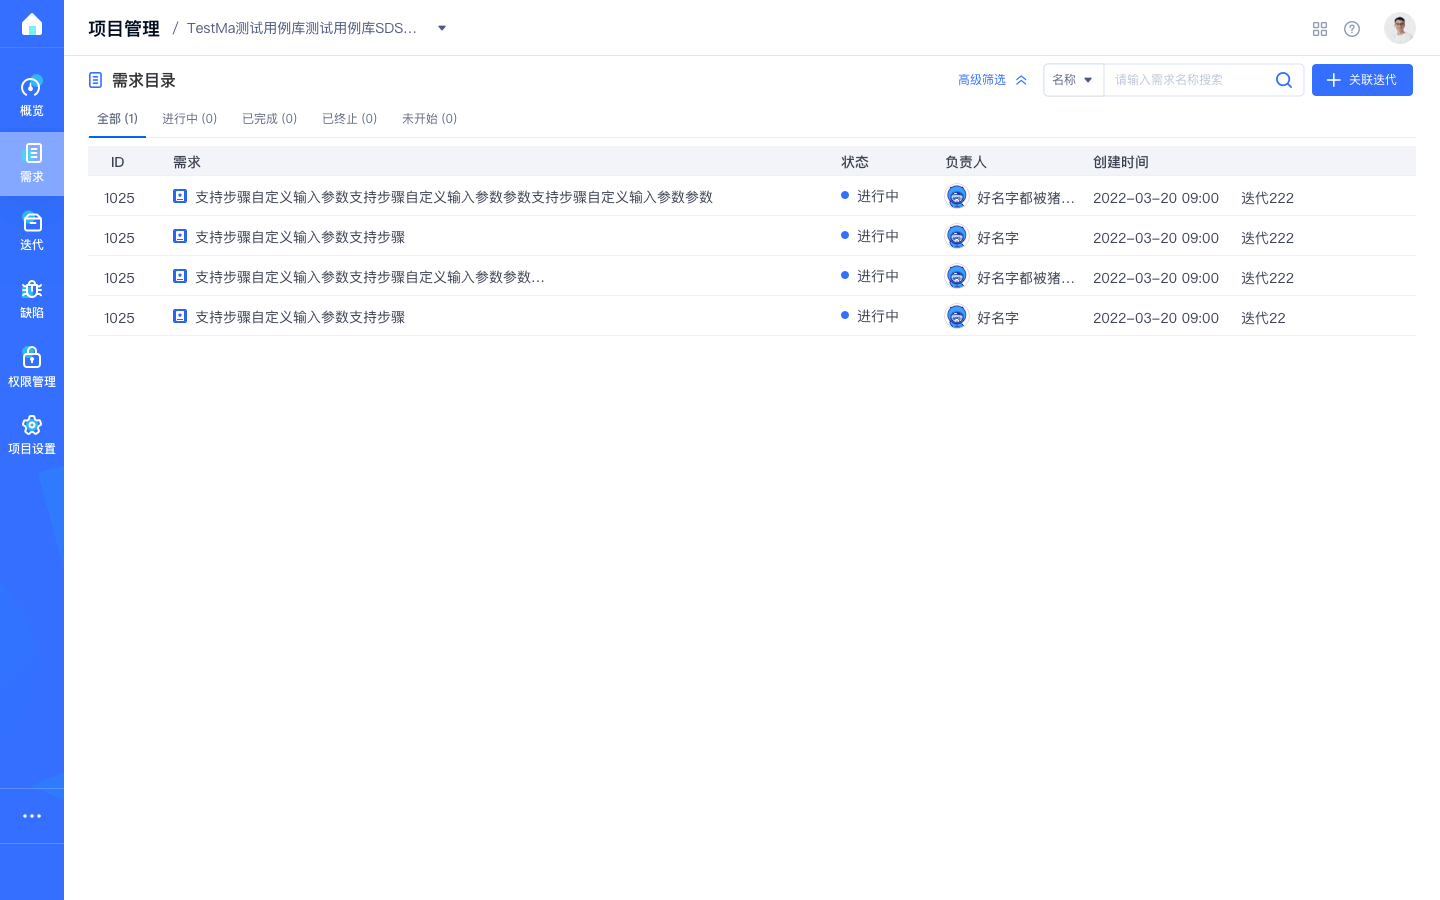 项目管理 / TestMa测试用例库测试用例库SDS...
概览
需求
迭代
缺陷
权限管理
项目设置
需求目录
高级筛选
名称
请输入需求名称搜索
关联迭代
全部 (1) 进行中 (0) 已完成 (0) 已终止 (0) 未开始 (0)
ID 需求 状态 负责人 创建时间
1025 支持步骤自定义输入参数支持步骤自定义输入参数参数支持步骤自定义输入参数参数 进行中 好名字都被猪... 2022-03-20 09:00 迭代222
1025 支持步骤自定义输入参数支持步骤 进行中 好名字 2022-03-20 09:00 迭代222
1025 支持步骤自定义输入参数支持步骤自定义输入参数参数... 进行中 好名字都被猪... 2022-03-20 09:00 迭代222
1025 支持步骤自定义输入参数支持步骤 进行中 好名字 2022-03-20 09:00 迭代22